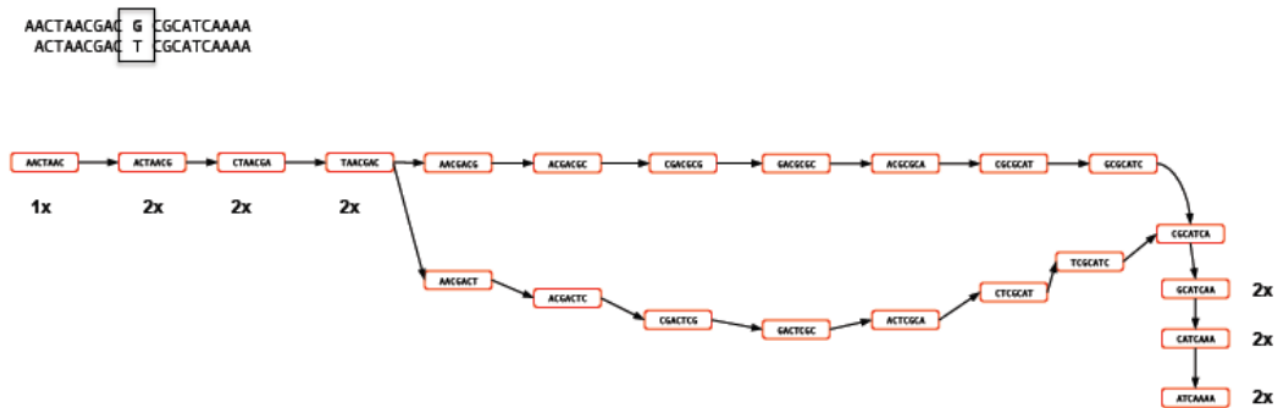 AACTAACGAC G CGCATCAAAA
ACTAACGAC T CGCATCAAAA
AACTAAC ACTAACG CTAACGA TAACGAC AACGACG ACGACGC CGACGCG GACGCGC ACGCGCA CGCGCAT GCGCATC
1x 2x 2x 2x
CGCATCA
TCGCATC
AACGACT ACGACTC CGACTCG GACTCGC ACTCGCA CTCGCAT
GCATCAA 2x
CATCAAA 2x
ATCAAAA 2x